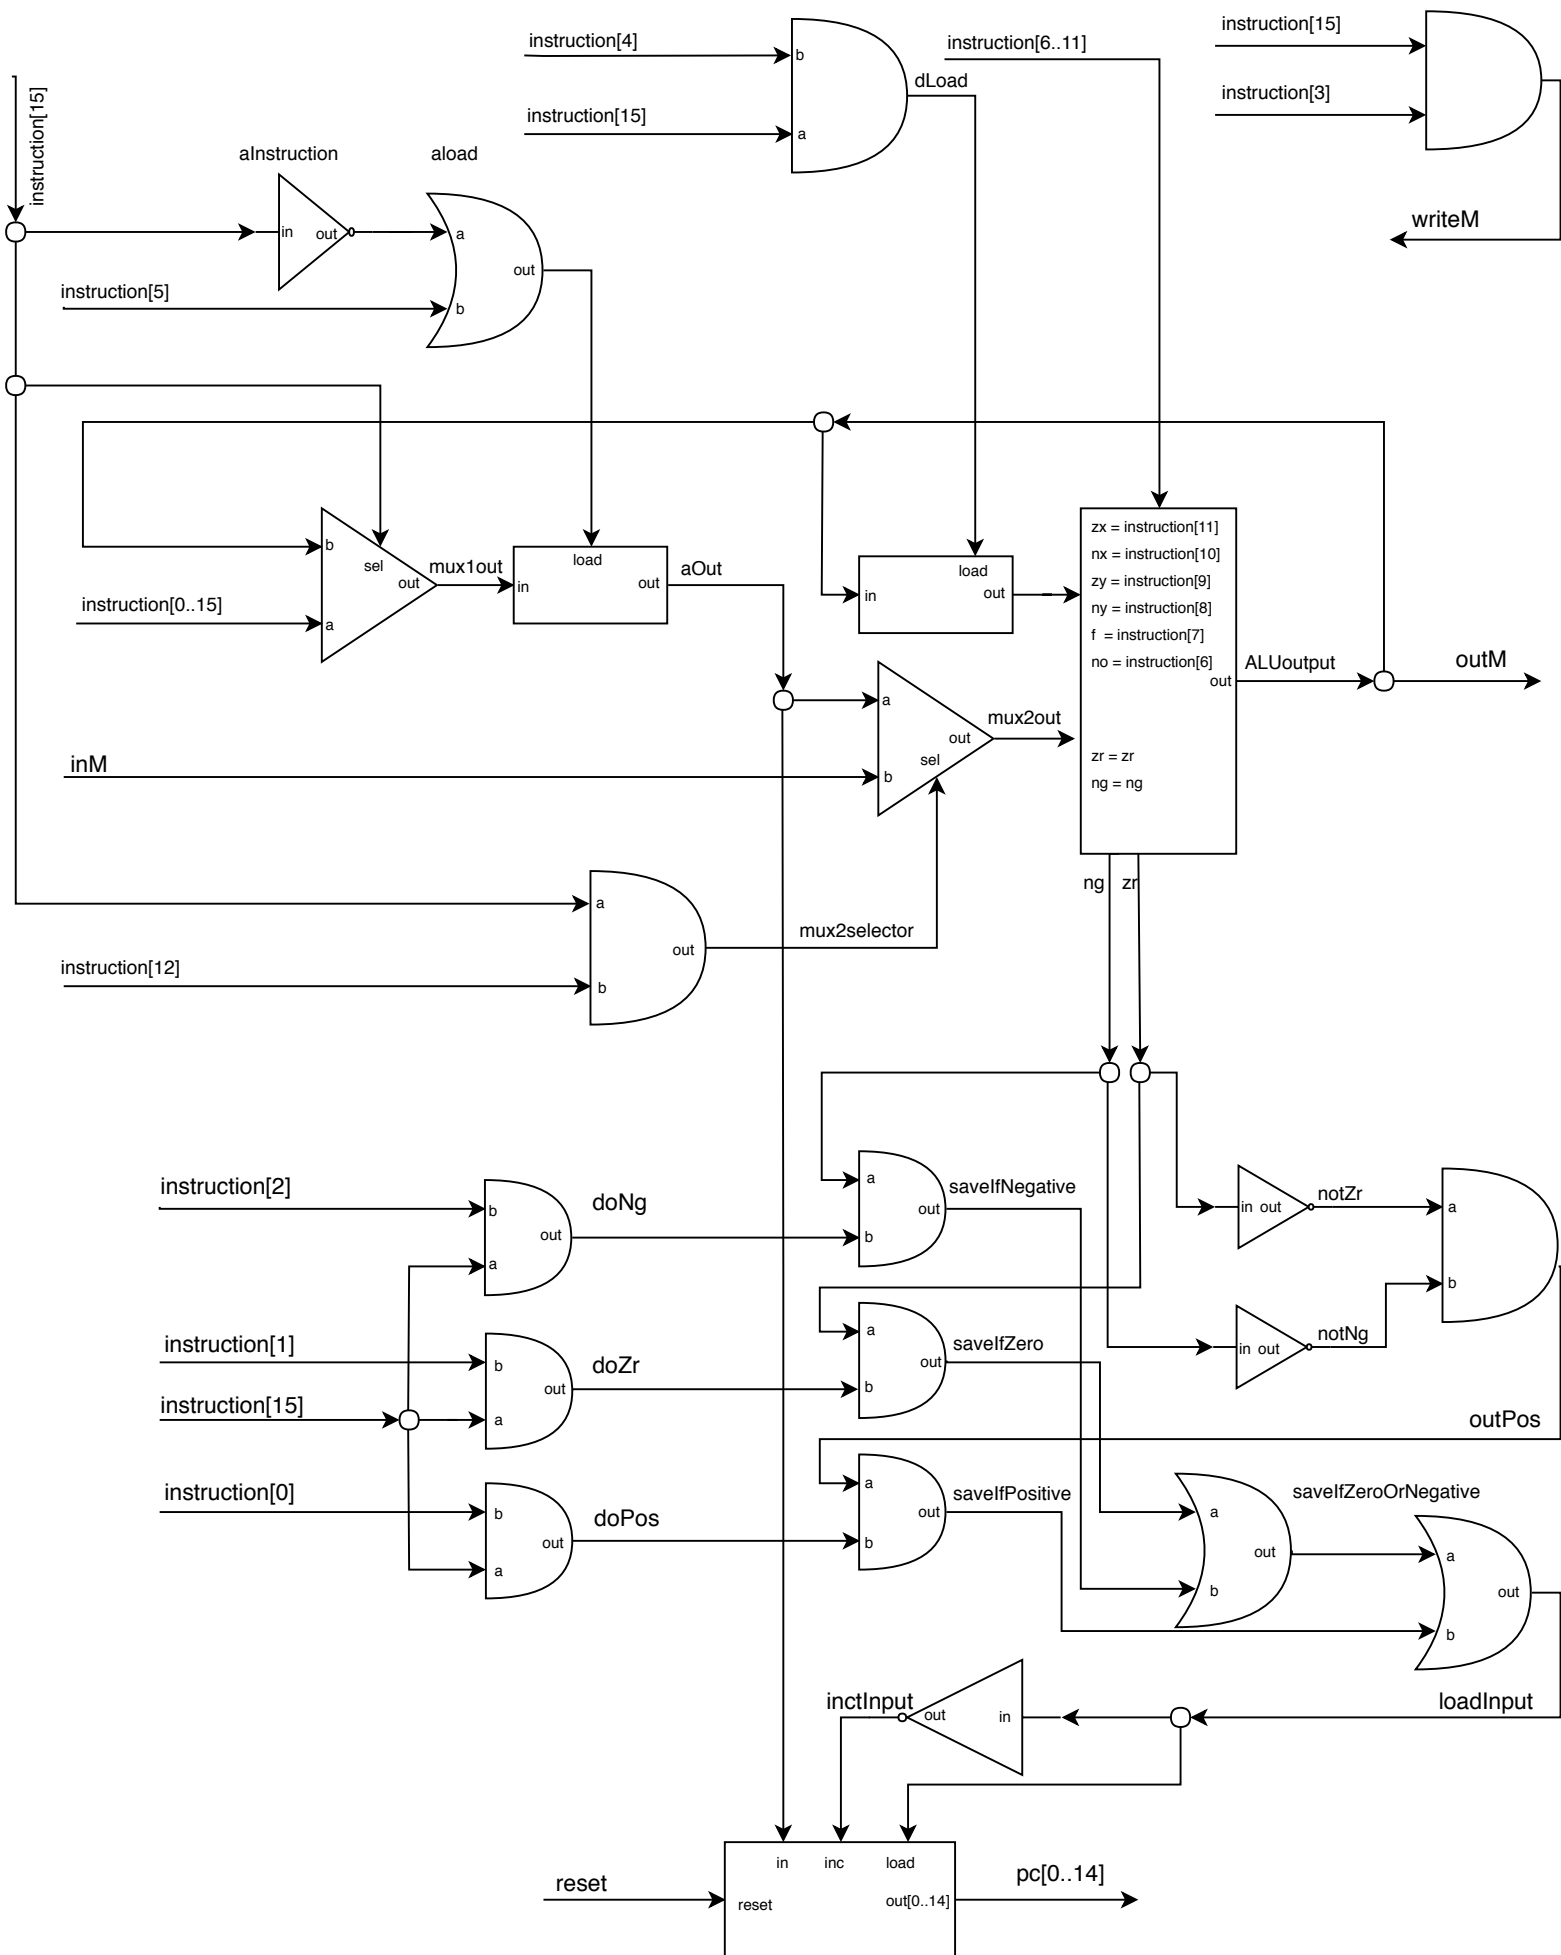 instruction[15]
instruction[4]
b
instruction[15]
a
dLoad
instruction[6..11]
instruction[15]
instruction[3]
writeM
aInstruction
in
out
aload
a
b
out
instruction[5]
b
sel
out
a
instruction[0..15]
mux1out
load
in
out
aOut
load
in
out
zx = instruction[11]
nx = instruction[10]
zy = instruction[9]
ny = instruction[8]
f = instruction[7]
no = instruction[6]
out
zr = zr
ng = ng
ALUoutput
outM
a
out
sel
b
mux2out
inM
a
out
b
mux2selector
instruction[12]
ng
zr
instruction[2]
b
out
a
doNg
a
out
b
saveIfNegative
in
out
notZr
a
b
instruction[1]
b
out
a
doZr
instruction[15]
a
out
b
saveIfZero
in
out
notNg
outPos
instruction[0]
b
out
a
doPos
a
out
b
saveIfPositive
a
out
b
saveIfZeroOrNegative
a
out
b
inctInput
out
in
loadInput
in
inc
load
reset
reset
out[0..14]
pc[0..14]